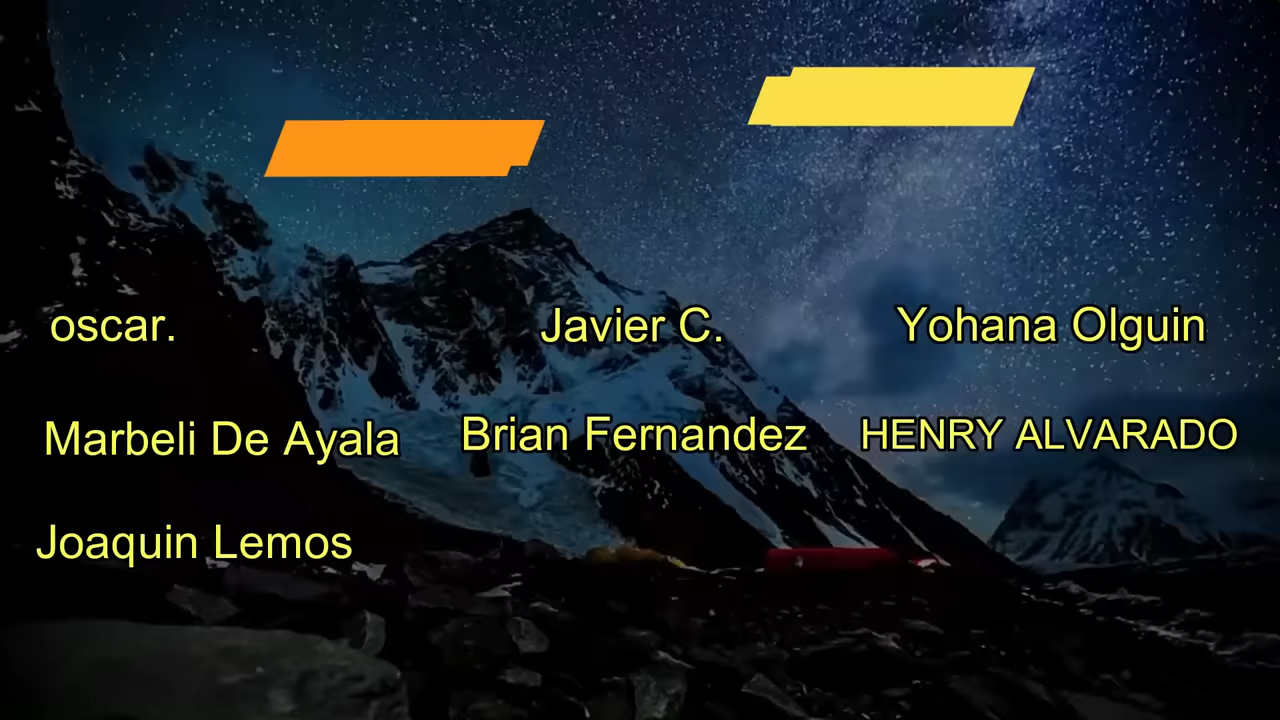 oscar.
Javier C.
Yohana Olguin
Marbeli De Ayala
Brian Fernandez
HENRY ALVARADO
Joaquin Lemos